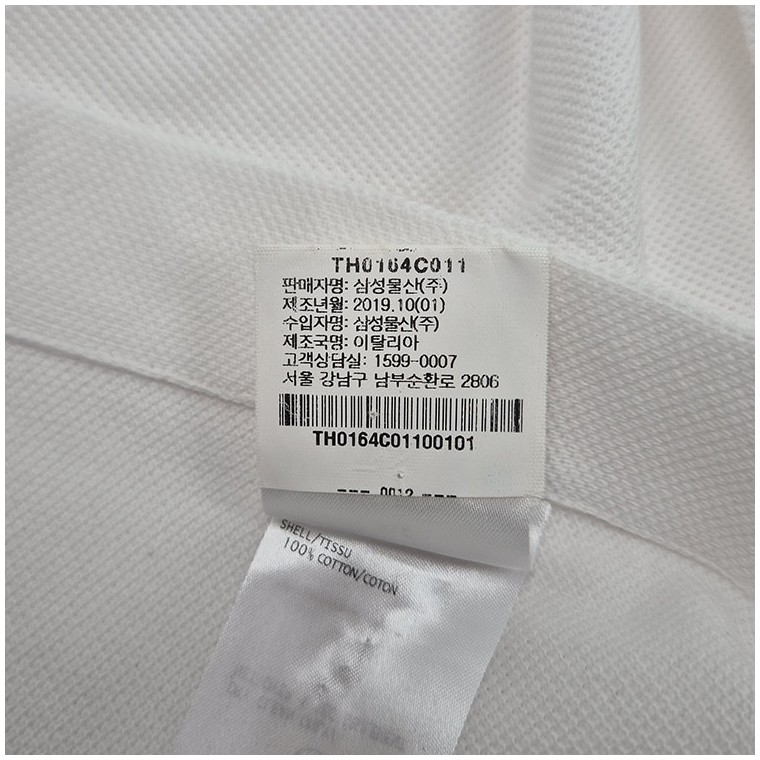 TH0164C011
판매자명: 삼성물산(주)
제조년월: 2019.10(01)
수입자명: 삼성물산(주)
제조국명: 이탈리아
고객상담실: 1599-0007
서울 강남구 남부순환로 2806
TH0164C01100101
0012
SHELL/TISSU
100% COTTON/COTON